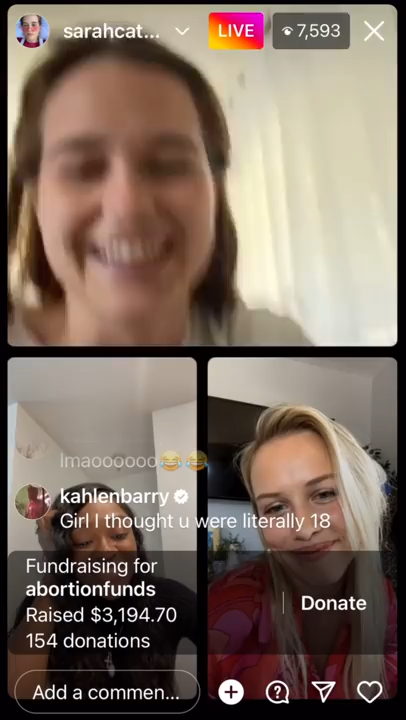 sarahcat...
LIVE
7,593
lmaoooooo😂😂
kahlenbarry
Girl I thought u were literally 18
Fundraising for
abortionfunds
Raised $3,194.70
154 donations
Donate
Add a commen...